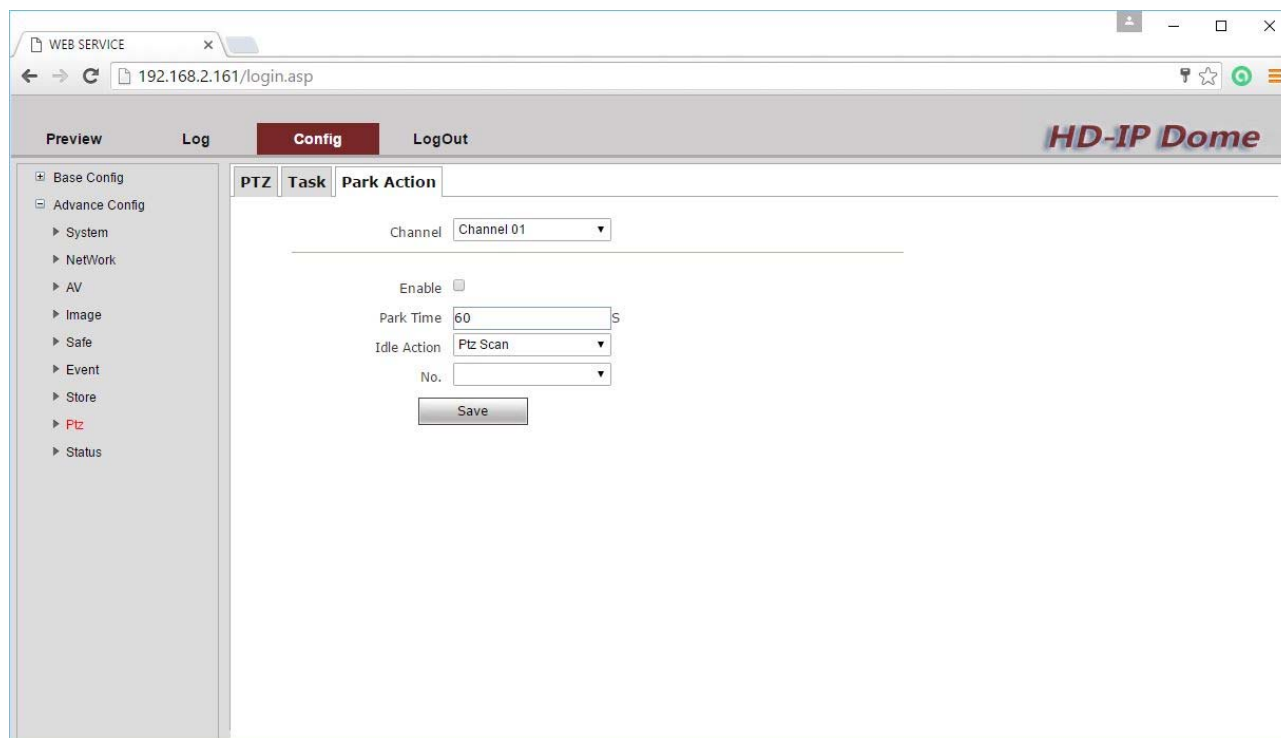 WEB SERVICE
192.168.2.161/login.asp
Preview Log Config LogOut HD-IP Dome
Base Config
Advance Config
System
NetWork
AV
Image
Safe
Event
Store
Ptz
Status
PTZ Task Park Action
Channel Channel 01
Enable
Park Time 60 S
Idle Action Ptz Scan
No.
Save